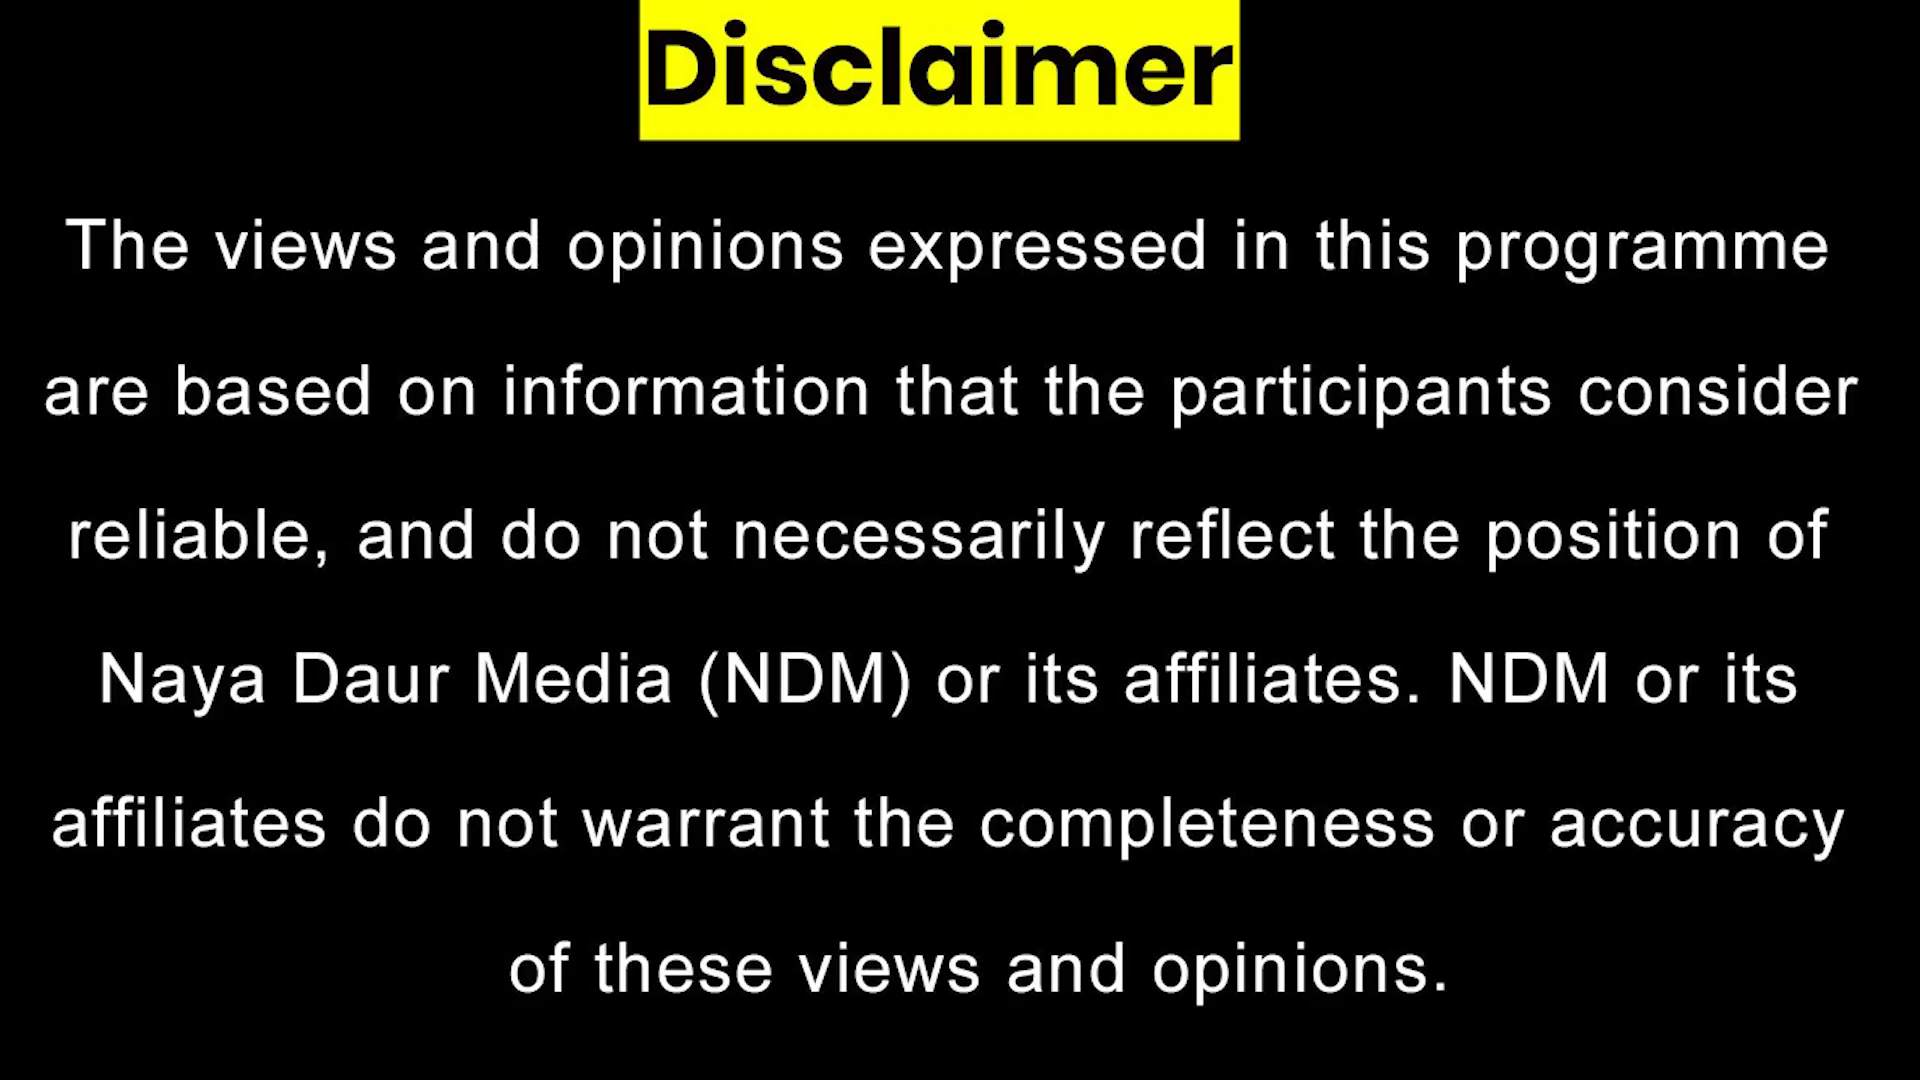 Disclaimer
The views and opinions expressed in this programme
are based on information that the participants consider
reliable, and do not necessarily reflect the position of
Naya Daur Media (NDM) or its affiliates. NDM or its
affiliates do not warrant the completeness or accuracy
of these views and opinions.